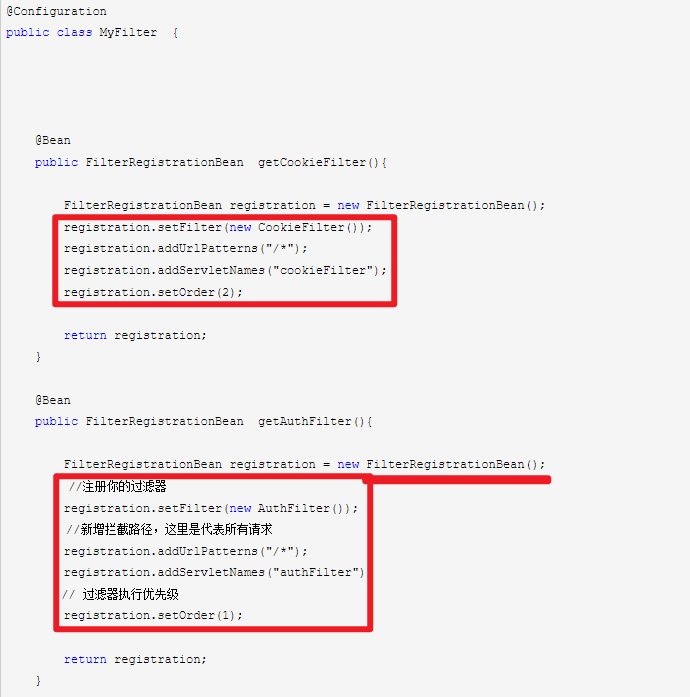 @Configuration
public class MyFilter  {
@Bean
public FilterRegistrationBean  getCookieFilter(){
FilterRegistrationBean registration = new FilterRegistrationBean();
registration.setFilter(new CookieFilter());
registration.addUrlPatterns("/*");
registration.addServletNames("cookieFilter");
registration.setOrder(2);
return registration;
}
@Bean
public FilterRegistrationBean  getAuthFilter(){
FilterRegistrationBean registration = new FilterRegistrationBean();
//注册你的过滤器
registration.setFilter(new AuthFilter());
//新增拦截路径，这里是代表所有请求
registration.addUrlPatterns("/*");
registration.addServletNames("authFilter")
// 过滤器执行优先级
registration.setOrder(1);
return registration;
}